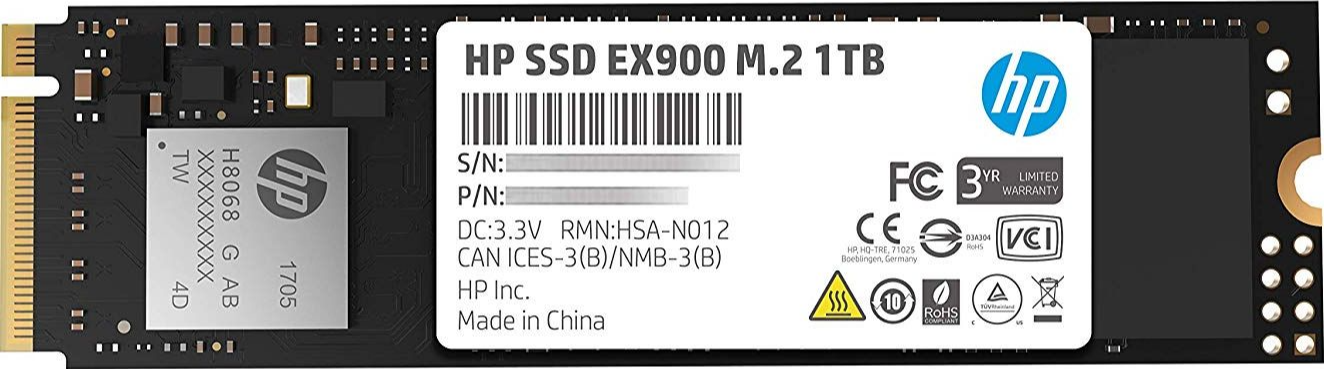 HP SSD EX900 M.2 1TB
hp
S/N:
P/N:
DC:3.3V RMN:HSA-N012
CAN ICES-3(B)/NMB-3(B)
HP Inc.
Made in China
FC
3YR LIMITED
WARRANTY
CE
HP, HQ-TRE, 71025
Boeblingen, Germany
D3A304
RoHS
VCI
10
RoHS
COMPLIANT
TÜVRheinland
C US
hp
H8068 G AB
XXXXXXXXX
TW
1705
4D